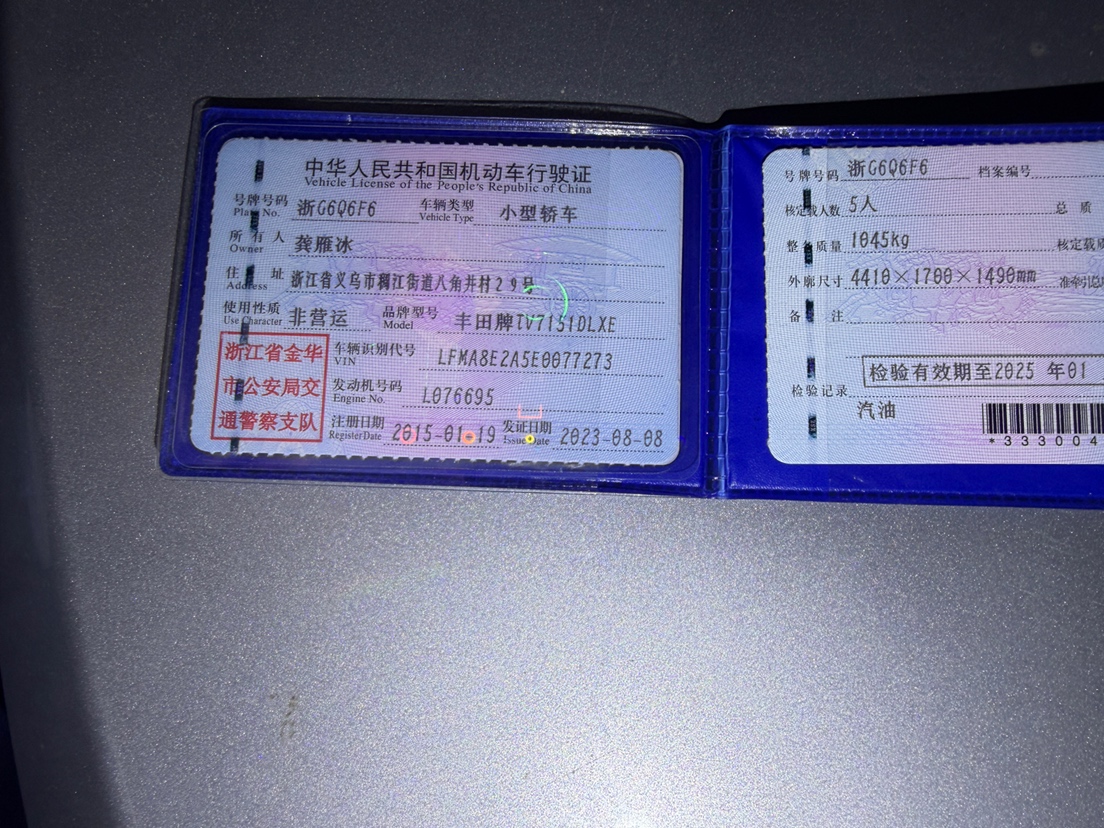 中华人民共和国机动车行驶证
Vehicle License of the People's Republic of China
号牌号码 浙G6Q6F6 车辆类型 小型轿车
Plate No. Vehicle Type
所有人 龚雁冰
Owner
住址 浙江省义乌市稠江街道八角井村29号
Address
使用性质 非营运 品牌型号 丰田牌TV7151DLXE
Use Character Model
浙江省金华
市公安局交
通警察支队
车辆识别代号 LFMA8E2A5E0077273
VIN
发动机号码 L076695
Engine No.
注册日期 2015-01-19 发证日期 2023-08-08
Register Date Issue Date
号牌号码 浙G6Q6F6 档案编号
核定载人数 5人 总质
整备质量 1045kg 核定载质
外廓尺寸 4410×1700×1490mm 准牵引总
备注
检验有效期至2025 年01
检验记录
汽油
*333004